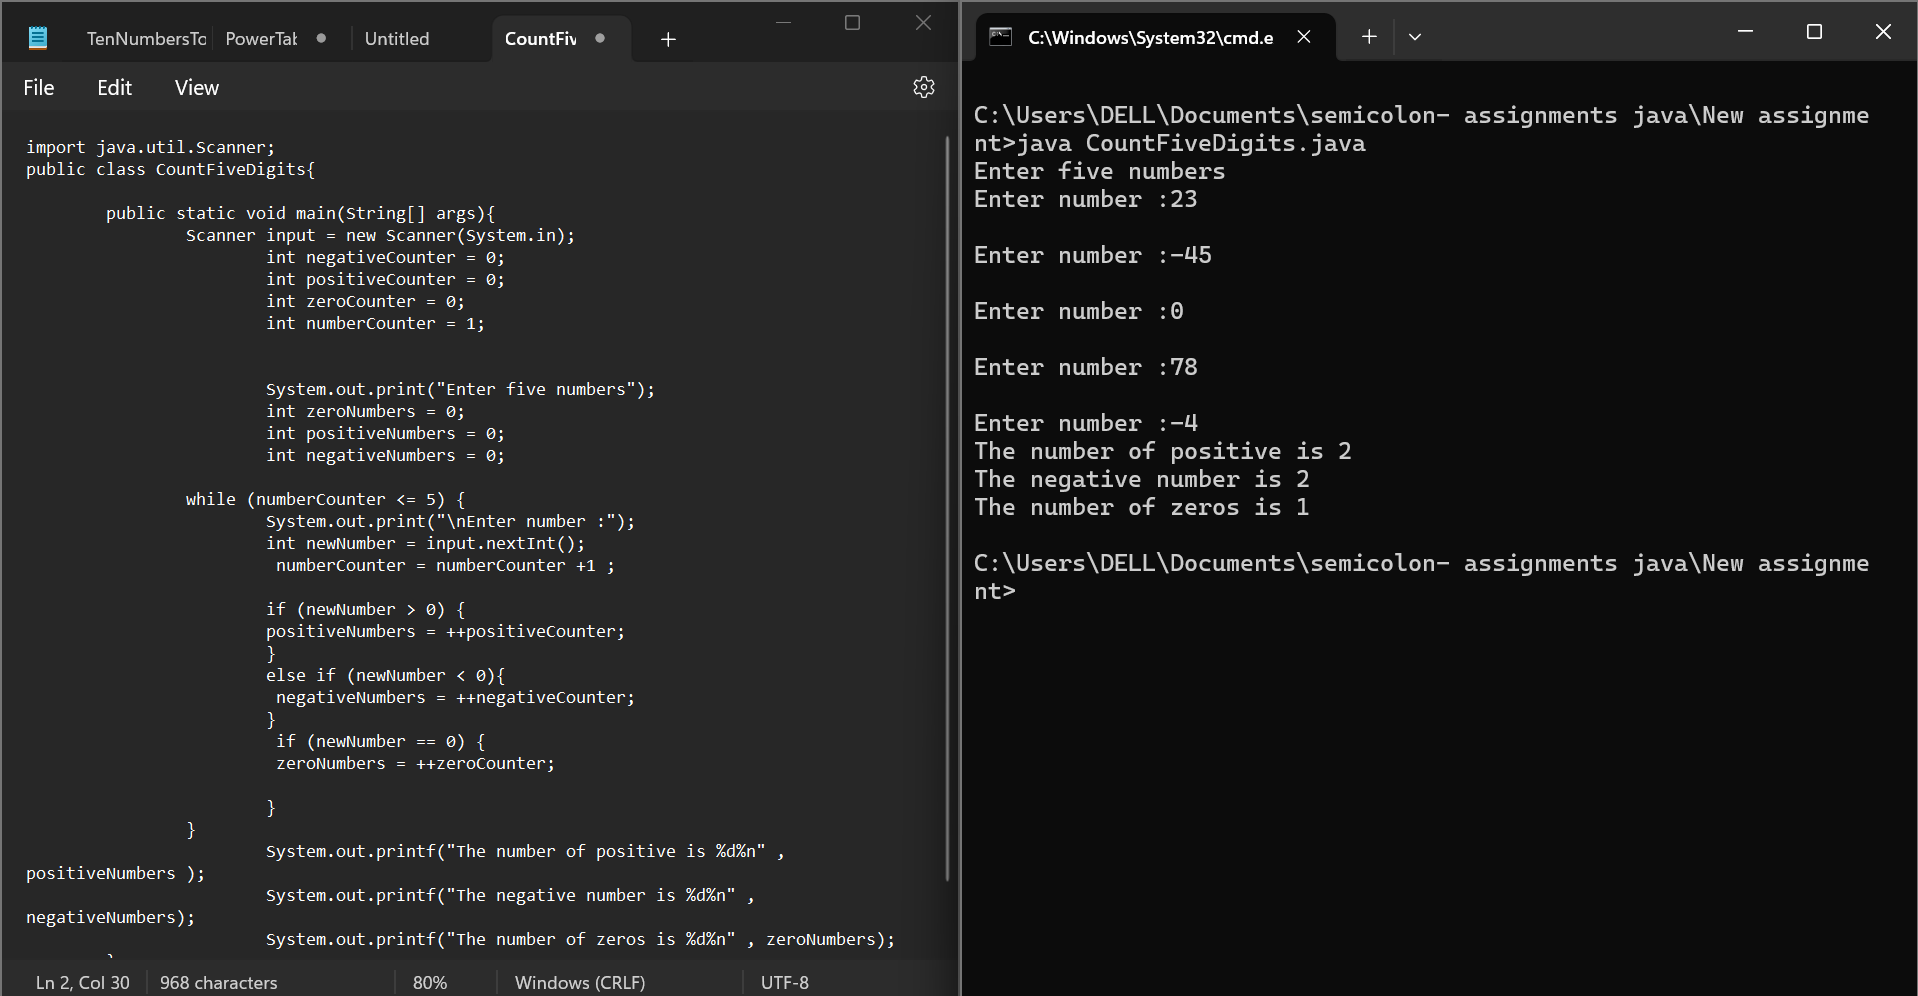 TenNumbersTo PowerTab Untitled CountFiv
File Edit View
import java.util.Scanner;
public class CountFiveDigits{
public static void main(String[] args){
Scanner input = new Scanner(System.in);
int negativeCounter = 0;
int positiveCounter = 0;
int zeroCounter = 0;
int numberCounter = 1;
System.out.print("Enter five numbers");
int zeroNumbers = 0;
int positiveNumbers = 0;
int negativeNumbers = 0;
while (numberCounter <= 5) {
System.out.print("\nEnter number :");
int newNumber = input.nextInt();
numberCounter = numberCounter +1 ;
if (newNumber > 0) {
positiveNumbers = ++positiveCounter;
}
else if (newNumber < 0){
negativeNumbers = ++negativeCounter;
}
if (newNumber == 0) {
zeroNumbers = ++zeroCounter;
}
}
System.out.printf("The number of positive is %d%n" ,
positiveNumbers );
System.out.printf("The negative number is %d%n" ,
negativeNumbers);
System.out.printf("The number of zeros is %d%n" , zeroNumbers);
Ln 2, Col 30 968 characters 80% Windows (CRLF) UTF-8
C:\Windows\System32\cmd.e
C:\Users\DELL\Documents\semicolon- assignments java\New assignme
nt>java CountFiveDigits.java
Enter five numbers
Enter number :23
Enter number :-45
Enter number :0
Enter number :78
Enter number :-4
The number of positive is 2
The negative number is 2
The number of zeros is 1
C:\Users\DELL\Documents\semicolon- assignments java\New assignme
nt>